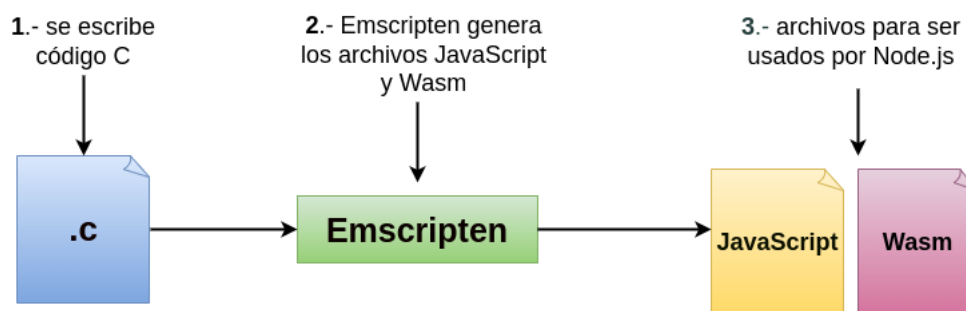 1.- se escribe
código C
2.- Emscripten genera
los archivos JavaScript
y Wasm
3.- archivos para ser
usados por Node.js
.c
Emscripten
JavaScript
Wasm